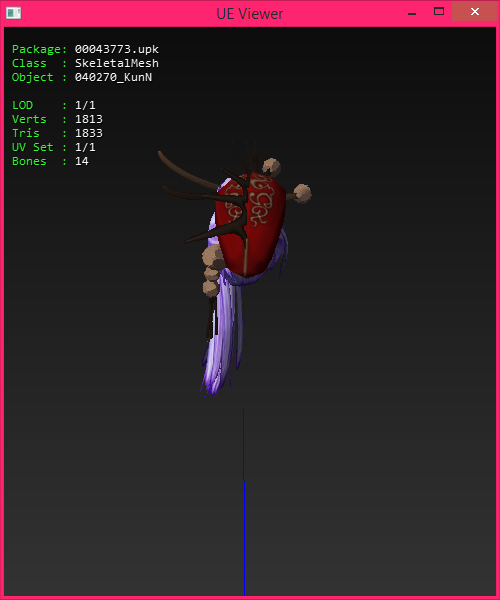 UE Viewer
Package: 00043773.upk
Class : SkeletalMesh
Object : 040270_KunN
LOD : 1/1
Verts : 1813
Tris : 1833
UV Set : 1/1
Bones : 14